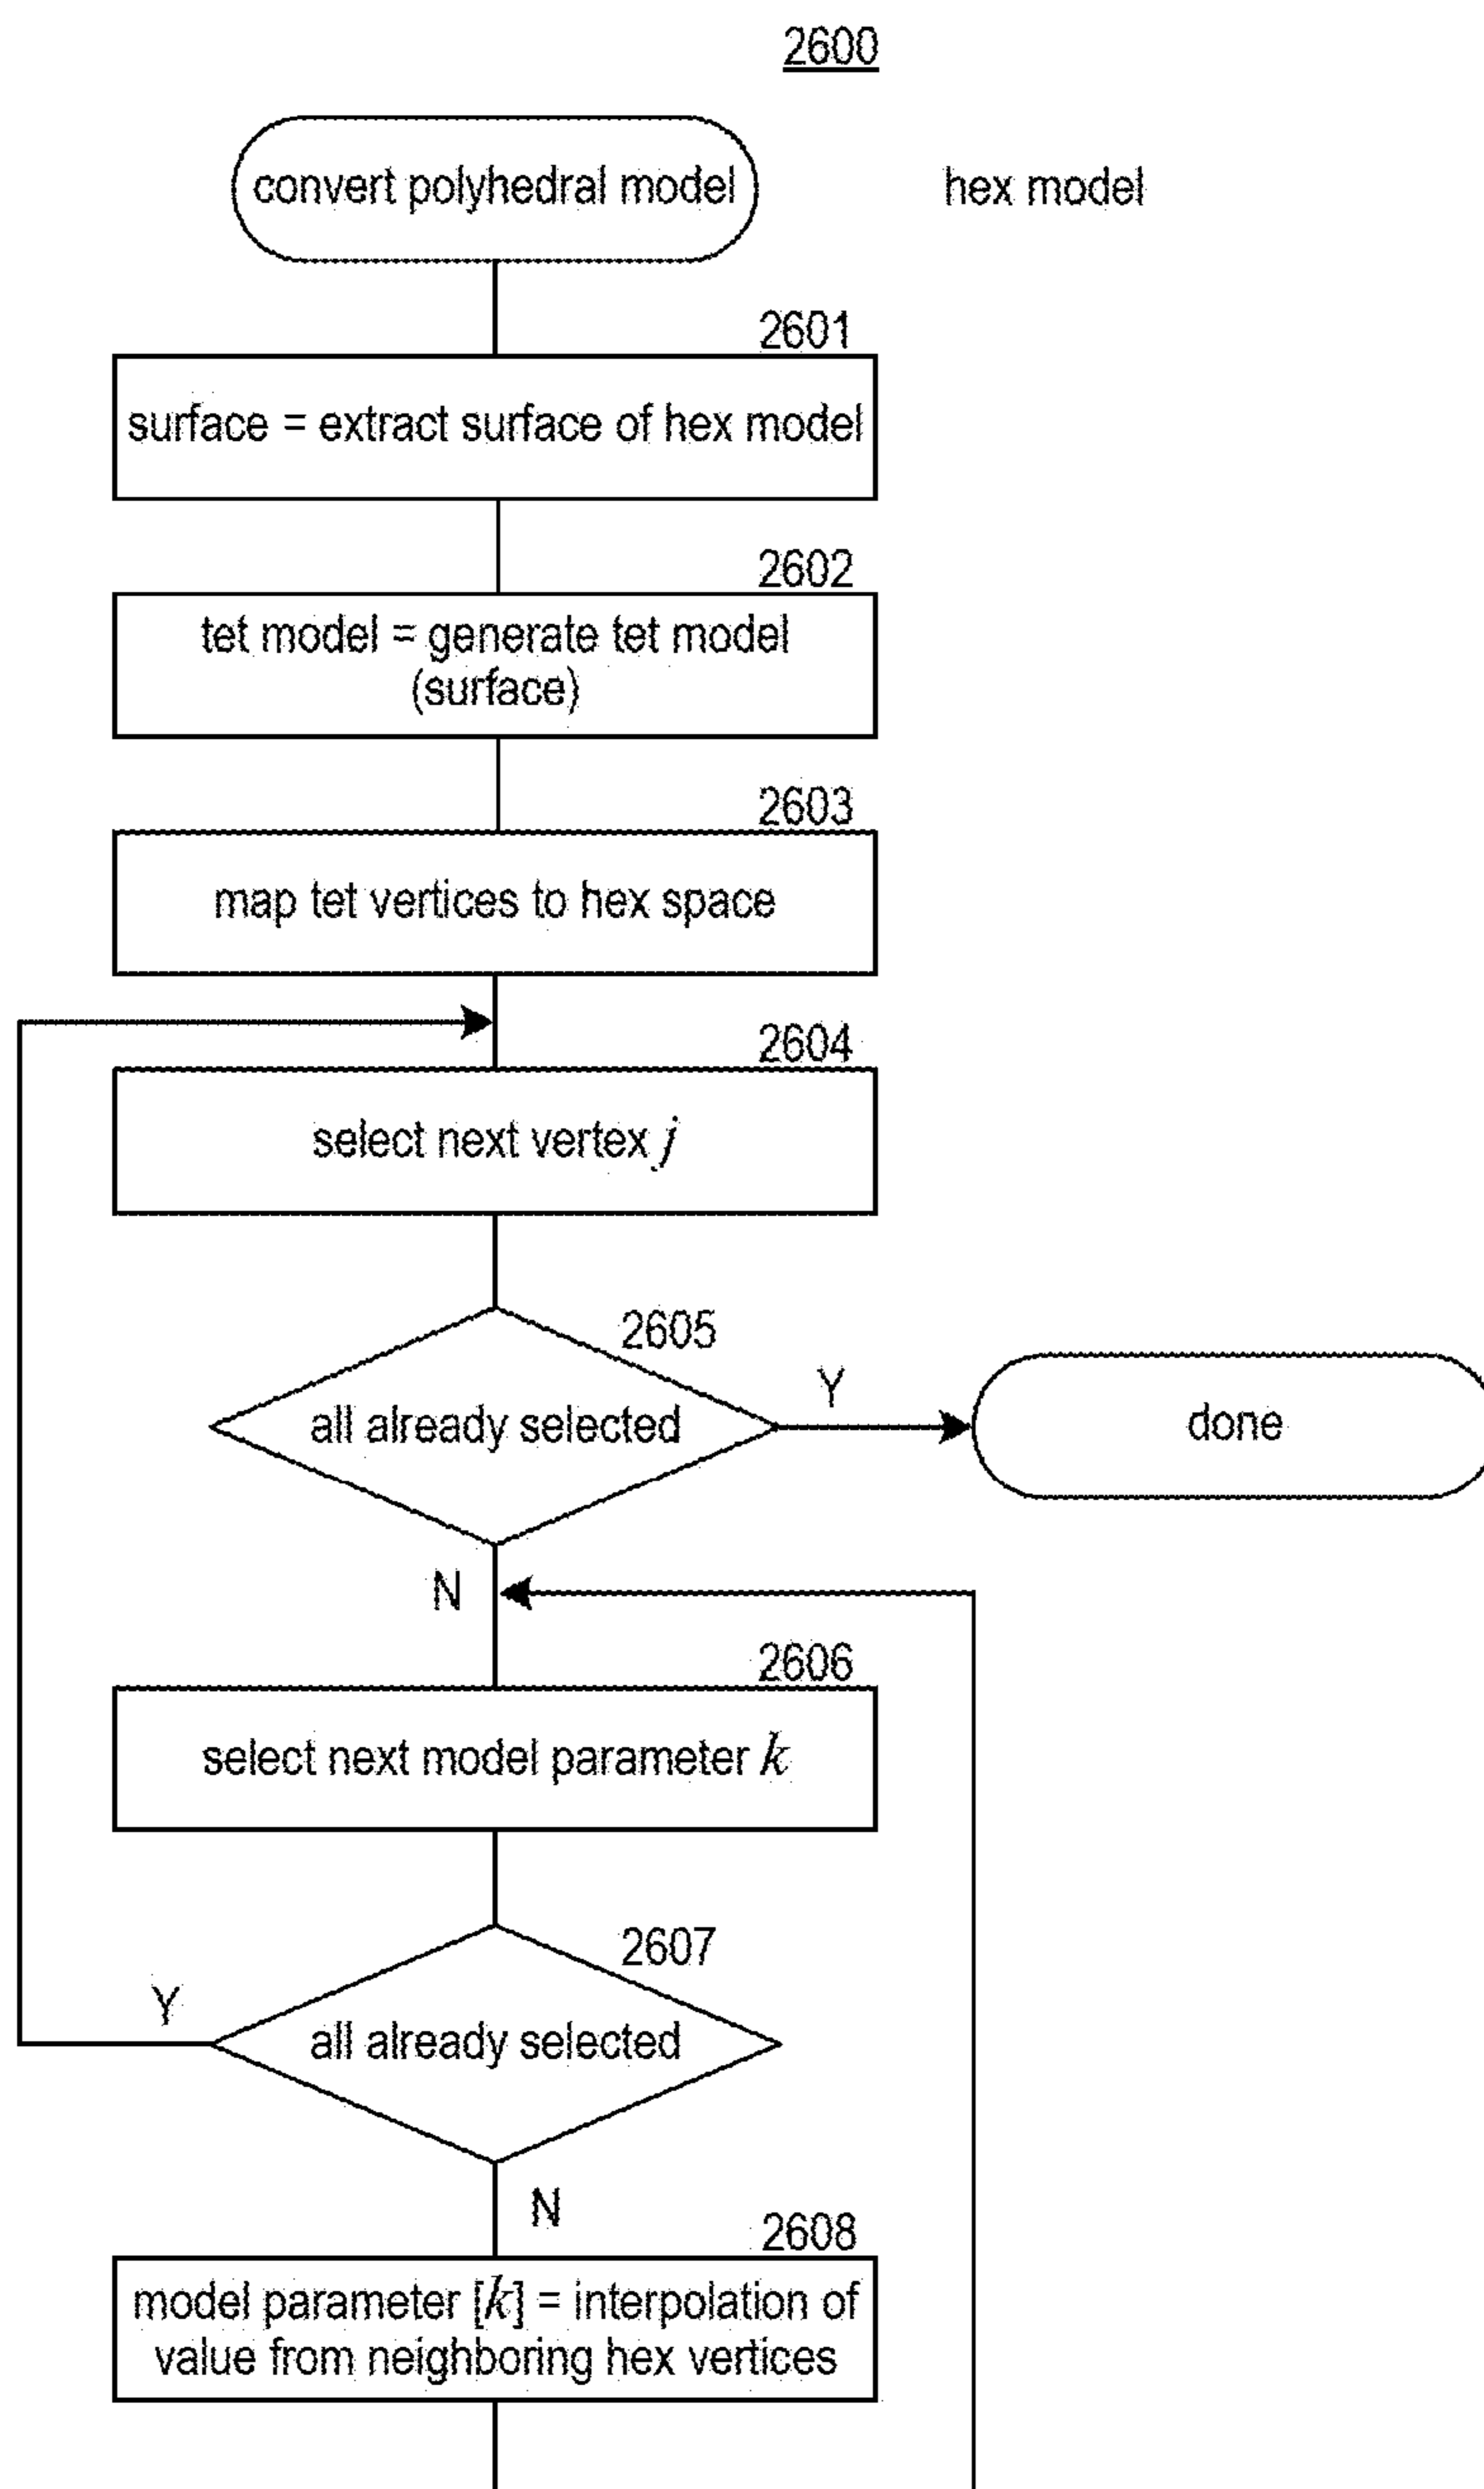 2600
convert polyhedral model
hex model
2601
surface = extract surface of hex model
2602
tet model = generate tet model
(surface)
2603
map tet vertices to hex space
2604
select next vertex j
2605
all already selected
Y
done
N
2606
select next model parameter k
2607
Y
all already selected
N
2608
model parameter [k] = interpolation of
value from neighboring hex vertices